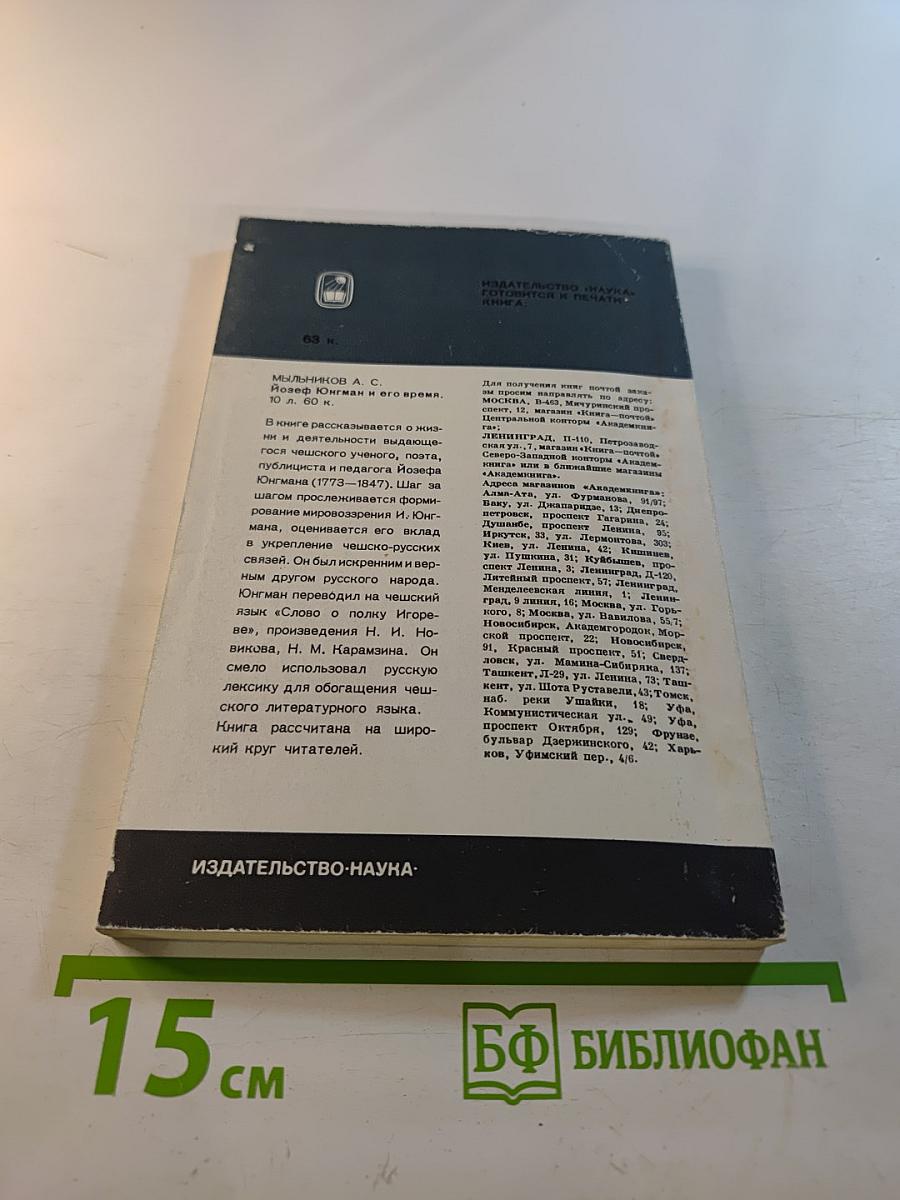 ИЗДАТЕЛЬСТВО «НАУКА»
ГОТОВИТСЯ К ПЕЧАТИ
КНИГА:
63 к.
МЫЛЬНИКОВ А. С.
Йозеф Юнгман и его время.
10 л. 60 к.
В книге рассказывается о жиз-
ни и деятельности выдающе-
гося чешского ученого, поэта,
публициста и педагога Йозефа
Юнгмана (1773—1847). Шаг за
шагом прослеживается форми-
рование мировоззрения И. Юнг-
мана, оценивается его вклад
в укрепление чешско-русских
связей. Он был искренним и вер-
ным другом русского народа.
Юнгман переводил на чешский
язык «Слово о полку Игоре-
ве», произведения Н. И. Но-
викова, Н. М. Карамзина. Он
смело использовал русскую
лексику для обогащения чеш-
ского литературного языка.
Книга рассчитана на широ-
кий круг читателей.
Для получения книг почтой зака-
зы просим направлять по адресу:
МОСКВА, В-463, Мичуринский про-
спект, 12, магазин «Книга—почтой»
Центральной конторы «Академкни-
га»;
ЛЕНИНГРАД, П-110, Петрозавод-
ская ул., 7, магазин «Книга—почтой»
Северо-Западной конторы «Академ-
книга» или в ближайшие магазины
«Академкнига».
Адреса магазинов «Академкнига»:
Алма-Ата, ул. Фурманова, 91/97;
Баку, ул. Джапаридзе, 13; Днепро-
петровск, проспект Гагарина, 24;
Душанбе, проспект Ленина, 95;
Иркутск, 33, ул. Лермонтова, 303;
Киев, ул. Ленина, 42; Кишинев,
ул. Пушкина, 31; Куйбышев, про-
спект Ленина, 3; Ленинград, Д-120,
Литейный проспект, 57; Ленинград,
Менделеевская линия, 1; Ленин-
град, 9 линия, 16; Москва, ул. Горь-
кого, 8; Москва, ул. Вавилова, 55/7;
Новосибирск, Академгородок, Мор-
ской проспект, 22; Новосибирск,
91, Красный проспект, 51; Сверд-
ловск, ул. Мамина-Сибиряка, 137;
Ташкент, Л-29, ул. Ленина, 73; Таш-
кент, ул. Шота Руставели, 43; Томск,
наб. реки Ушайки, 18; Уфа,
Коммунистическая ул., 49; Уфа,
проспект Октября, 129; Фрунзе,
бульвар Дзержинского, 42; Харь-
ков, Уфимский пер., 4/6.
ИЗДАТЕЛЬСТВО·НАУКА·
15 см
БФ БИБЛИОФАН